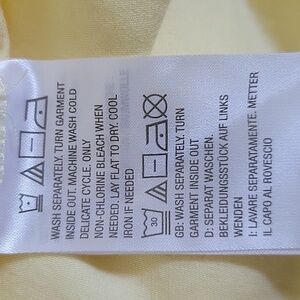 WASH SEPARATELY. TURN GARMENT
INSIDE OUT. MACHINE WASH COLD
DELICATE CYCLE. ONLY
NON-CHLORINE BLEACH WHEN
NEEDED. LAY FLAT TO DRY. COOL
IRON IF NEEDED
30
GB: WASH SEPARATELY. TURN
GARMENT INSIDE OUT
D: SEPARAT WASCHEN.
BEKLEIDUNGSSTÜCK AUF LINKS
WENDEN
I: LAVARE SEPARATAMENTE. METTER
IL CAPO AL ROVESCIO